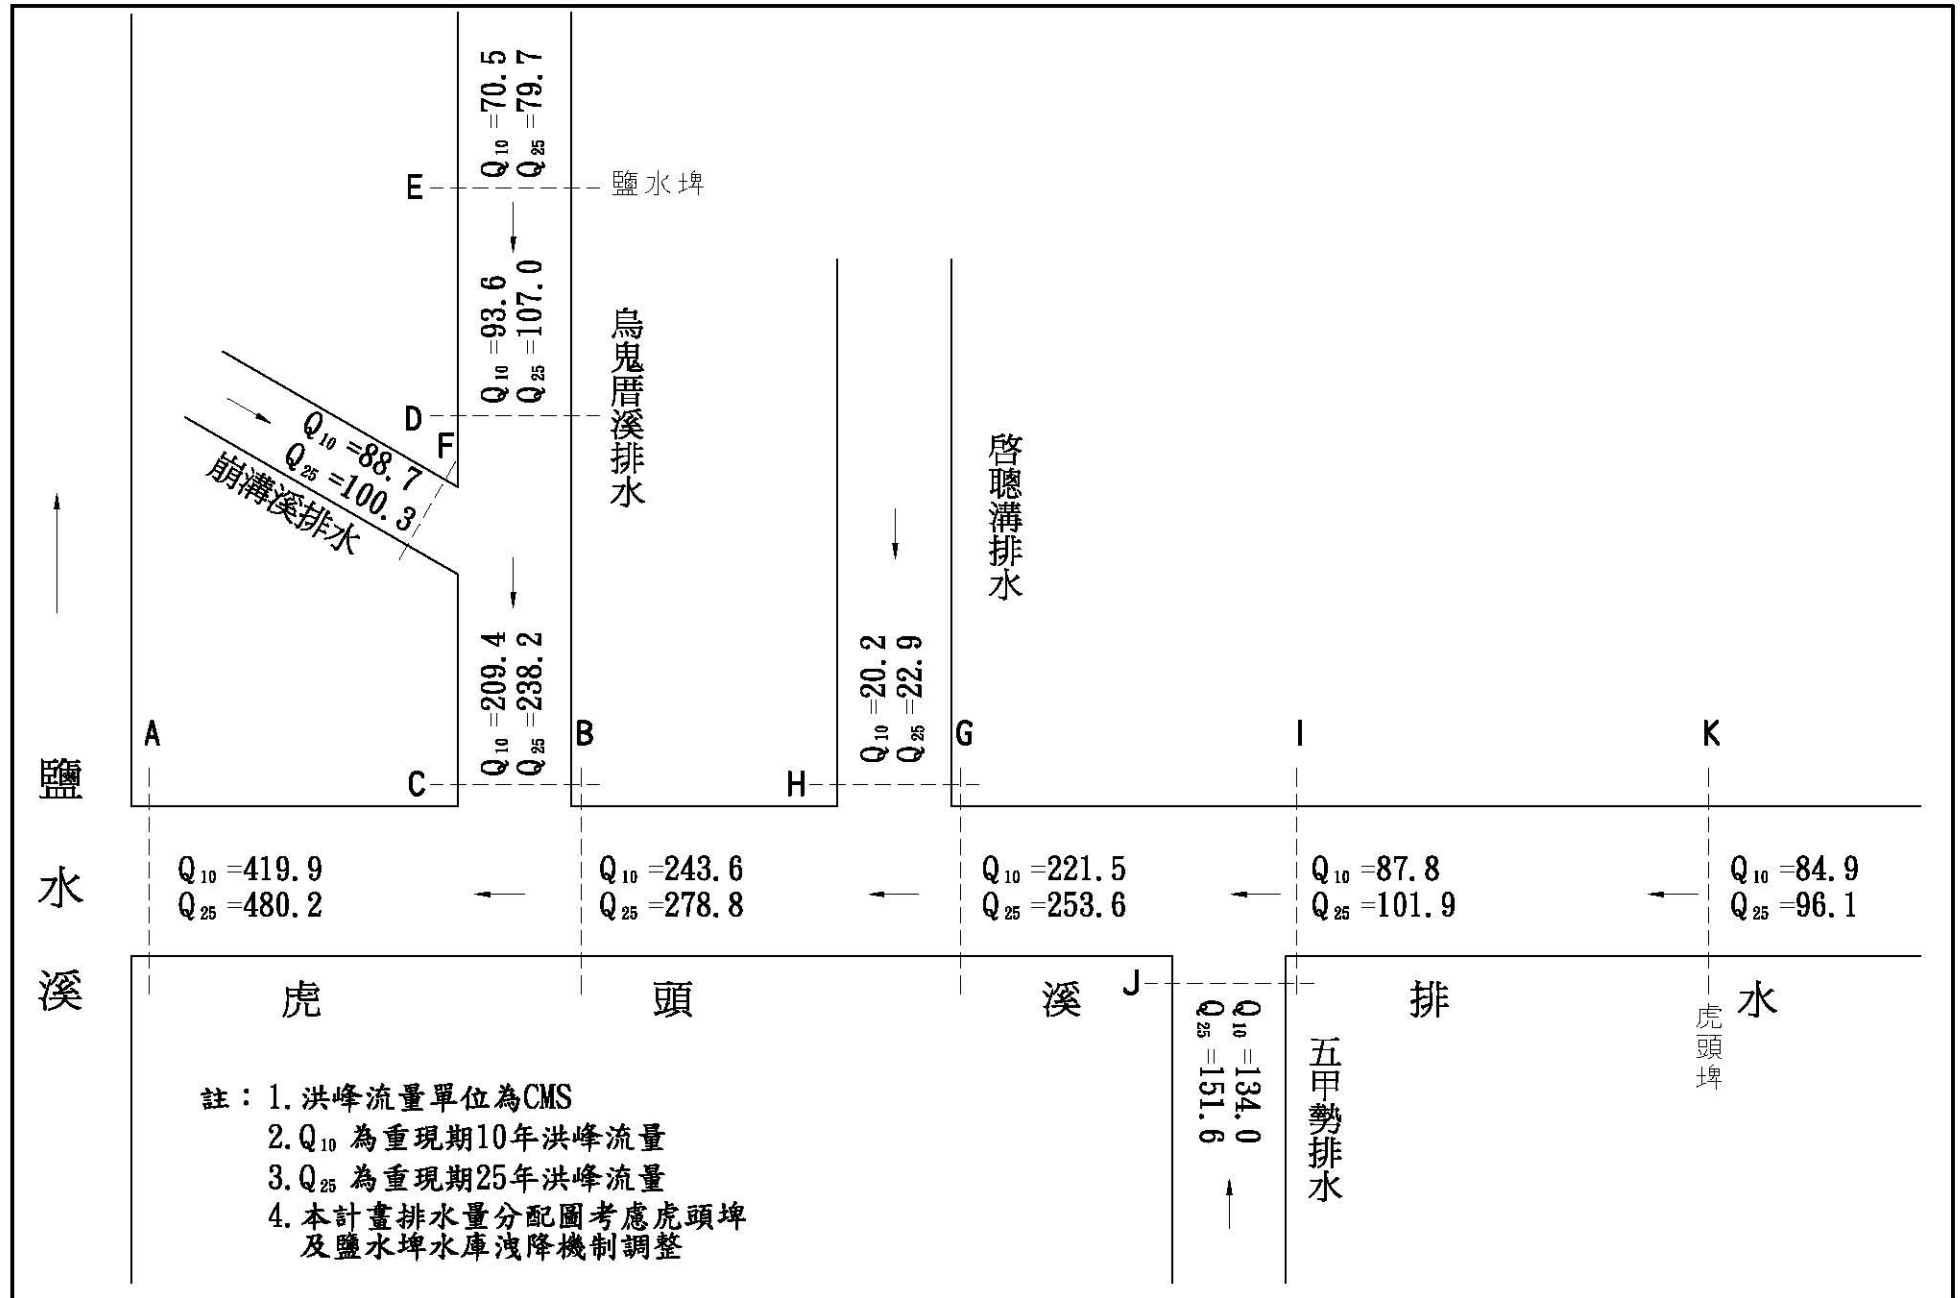 Q10 =70.5
Q25 =79.7
E
鹽水埤
Q10 =93.6
Q25 =107.0
烏鬼厝溪排水
D
F
Q10 =88.7
Q25 =100.3
崩溝溪排水
啓聰溝排水
Q10 =209.4
Q25 =238.2
Q10 =20.2
Q25 =22.9
A
B
G
I
K
C
H
鹽水溪
Q10 =419.9
Q25 =480.2
Q10 =243.6
Q25 =278.8
Q10 =221.5
Q25 =253.6
Q10 =87.8
Q25 =101.9
Q10 =84.9
Q25 =96.1
虎頭溪排水
J
Q10 =134.0
Q25 =151.6
五甲勢排水
虎頭埤
註：1.洪峰流量單位為CMS
2.Q10 為重現期10年洪峰流量
3.Q25 為重現期25年洪峰流量
4.本計畫排水量分配圖考慮虎頭埤
及鹽水埤水庫洩降機制調整